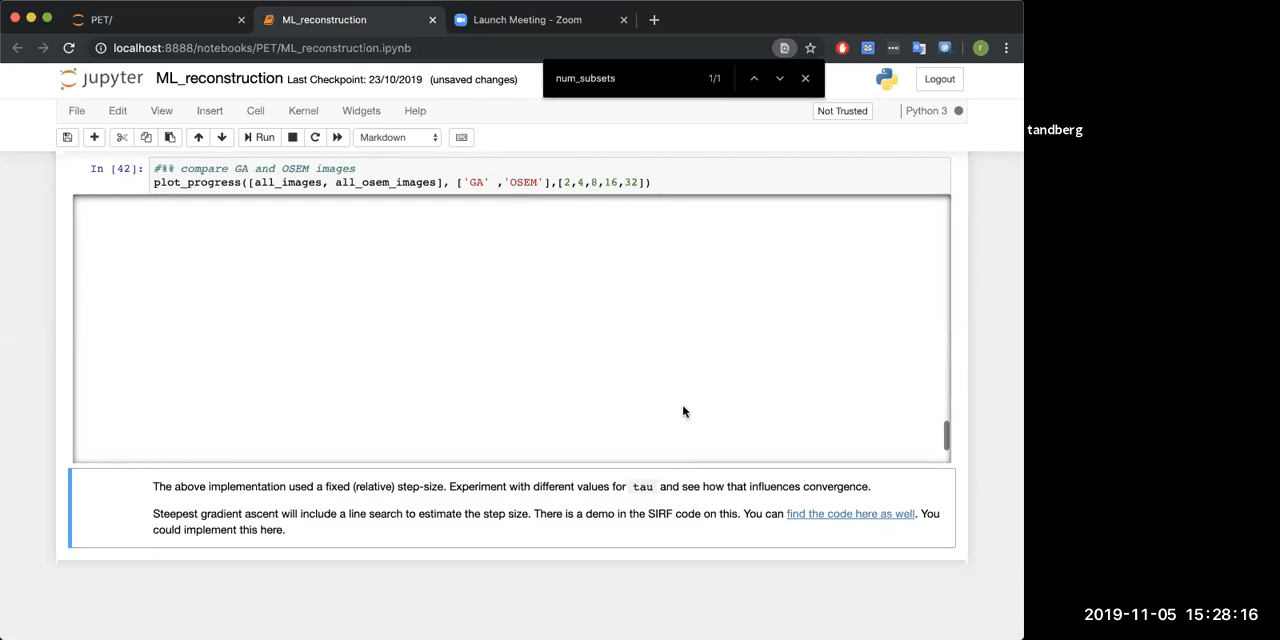 PET/
ML_reconstruction
Launch Meeting - Zoom
localhost:8888/notebooks/PET/ML_reconstruction.ipynb
r
jupyter ML_reconstruction Last Checkpoint: 23/10/2019 (unsaved changes)
num_subsets 1/1
Logout
File Edit View Insert Cell Kernel Widgets Help
Not Trusted
Python 3
Run
Markdown
In [42]: #%% compare GA and OSEM images
plot_progress([all_images, all_osem_images], ['GA' ,'OSEM'],[2,4,8,16,32])
The above implementation used a fixed (relative) step-size. Experiment with different values for tau and see how that influences convergence.
Steepest gradient ascent will include a line search to estimate the step size. There is a demo in the SIRF code on this. You can find the code here as well. You
could implement this here.
tandberg
2019-11-05 15:28:16